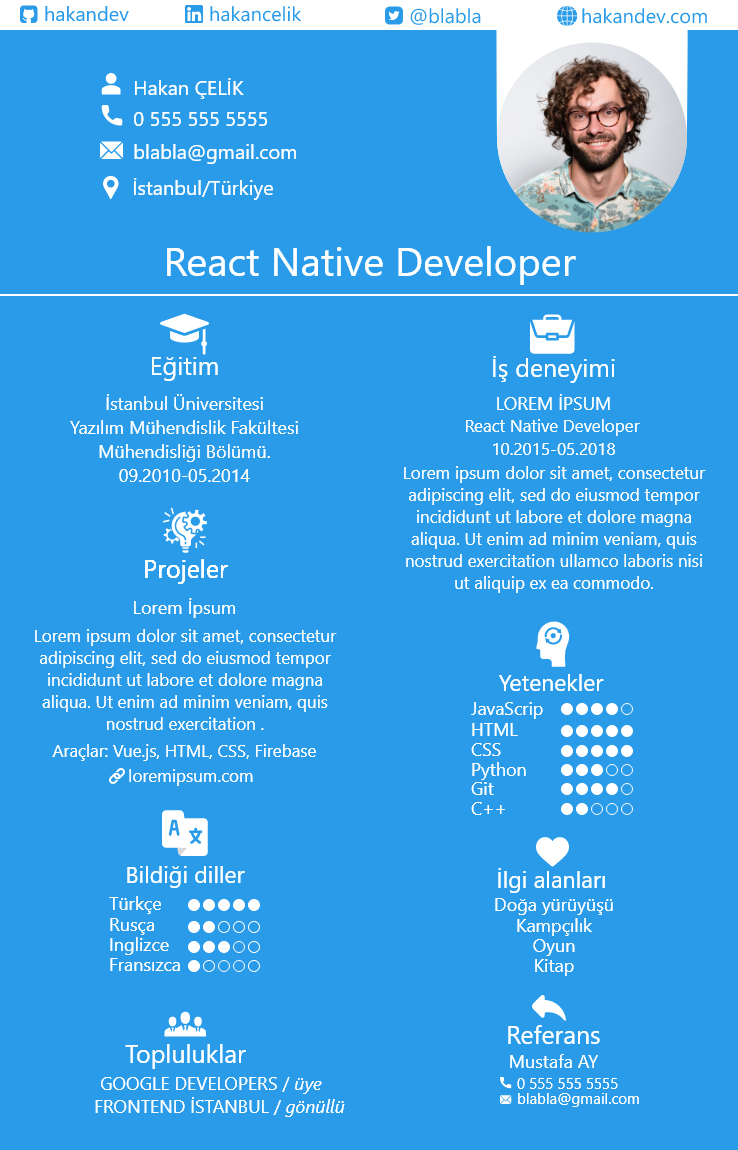 hakandev
hakancelik
@blabla
hakandev.com
Hakan ÇELİK
0 555 555 5555
blabla@gmail.com
İstanbul/Türkiye
React Native Developer
Eğitim
İstanbul Üniversitesi
Yazılım Mühendislik Fakültesi
Mühendisliği Bölümü.
09.2010-05.2014
Projeler
Lorem İpsum
Lorem ipsum dolor sit amet, consectetur
adipiscing elit, sed do eiusmod tempor
incididunt ut labore et dolore magna
aliqua. Ut enim ad minim veniam, quis
nostrud exercitation .
Araçlar: Vue.js, HTML, CSS, Firebase
loremipsum.com
Bildiği diller
Türkçe
Rusça
Inglizce
Fransızca
Topluluklar
GOOGLE DEVELOPERS / üye
FRONTEND İSTANBUL / gönüllü
İş deneyimi
LOREM İPSUM
React Native Developer
10.2015-05.2018
Lorem ipsum dolor sit amet, consectetur
adipiscing elit, sed do eiusmod tempor
incididunt ut labore et dolore magna
aliqua. Ut enim ad minim veniam, quis
nostrud exercitation ullamco laboris nisi
ut aliquip ex ea commodo.
Yetenekler
JavaScrip
HTML
CSS
Python
Git
C++
İlgi alanları
Doğa yürüyüşü
Kampçılık
Oyun
Kitap
Referans
Mustafa AY
0 555 555 5555
blabla@gmail.com